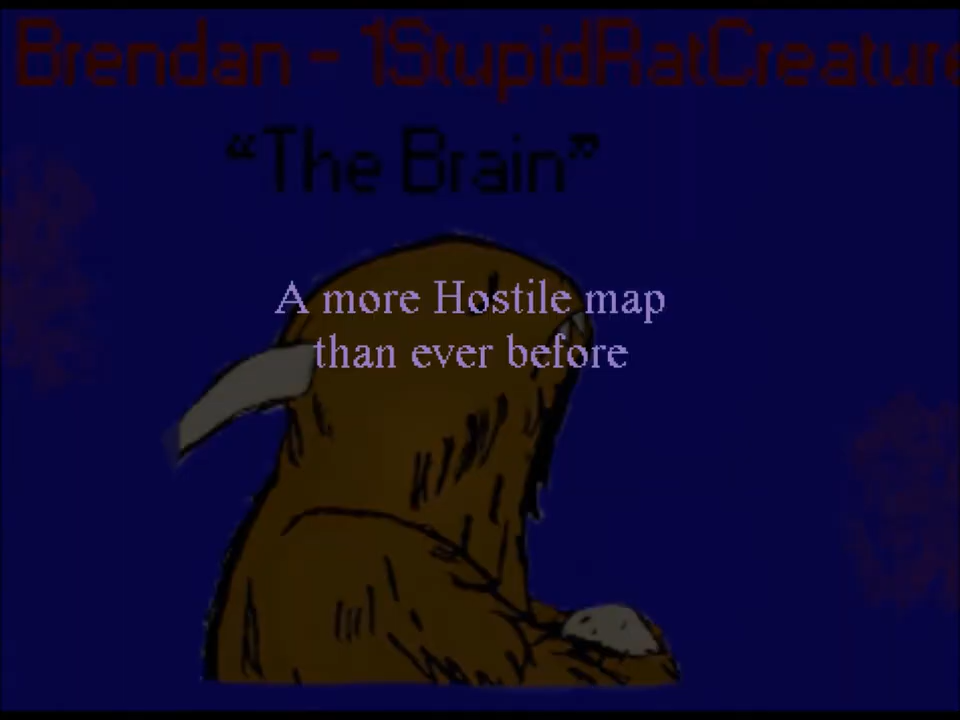 Brendan - 1StupidRatCreature
“The Brain”
A more Hostile map
than ever before